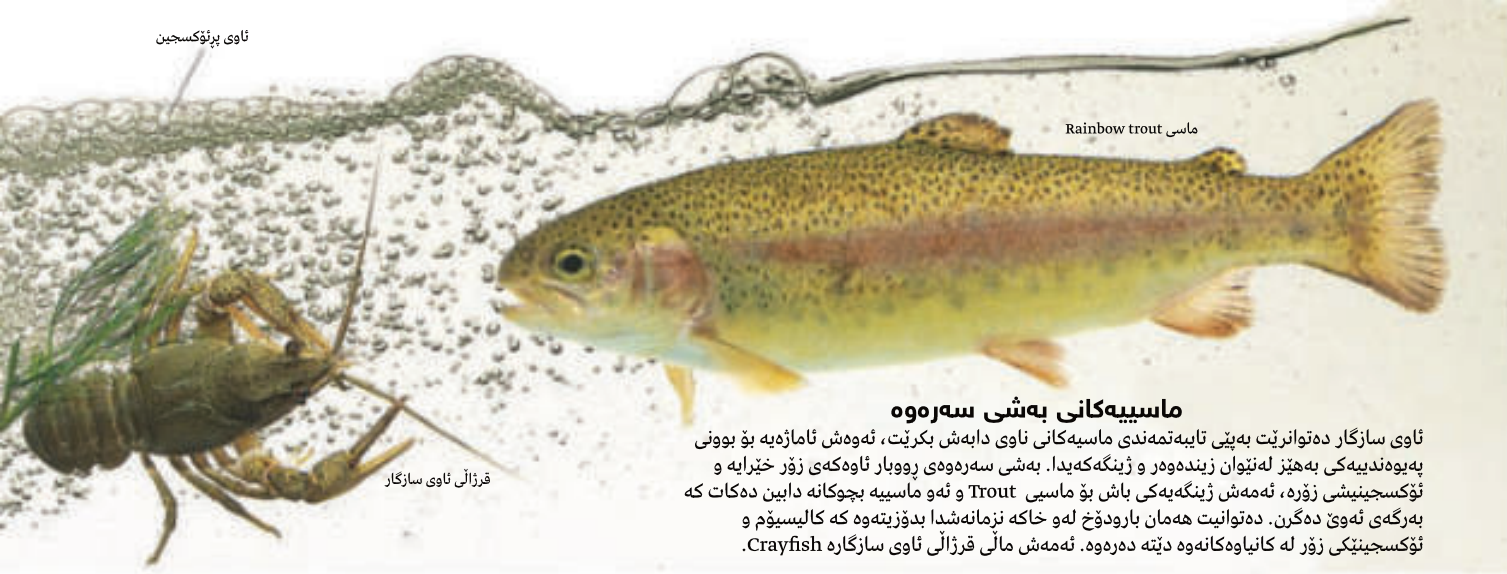 ئاوی پڕئۆکسجین
ماسی Rainbow trout
قرژاڵی ئاوی سازگار
ماسییەکانی بەشی سەرەوە
ئاوی سازگار دەتوانرێت بەپێی تایبەتمەندی ماسیەکانی ناوی دابەش بکرێت، ئەوەش ئاماژەیە بۆ بوونی
پەیوەندییەکی بەهێز لەنێوان زیندەوەر و ژینگەکەیدا. بەشی سەرەوەی ڕووبار ئاوەکەی زۆر خێرایە و
ئۆکسجینیشی زۆرە، ئەمەش ژینگەیەکی باش بۆ ماسیی Trout و ئەو ماسییە بچوکانە دابین دەکات کە
بەرگەی ئەوێ دەگرن. دەتوانیت هەمان بارودۆخ لەو خاکە نزمانەشدا بدۆزیتەوە کە کالیسیۆم و
ئۆکسجینێکی زۆر لە کانیاوەکانەوە دێتە دەرەوە. ئەمەش ماڵی قرژاڵی ئاوی سازگارە Crayfish.